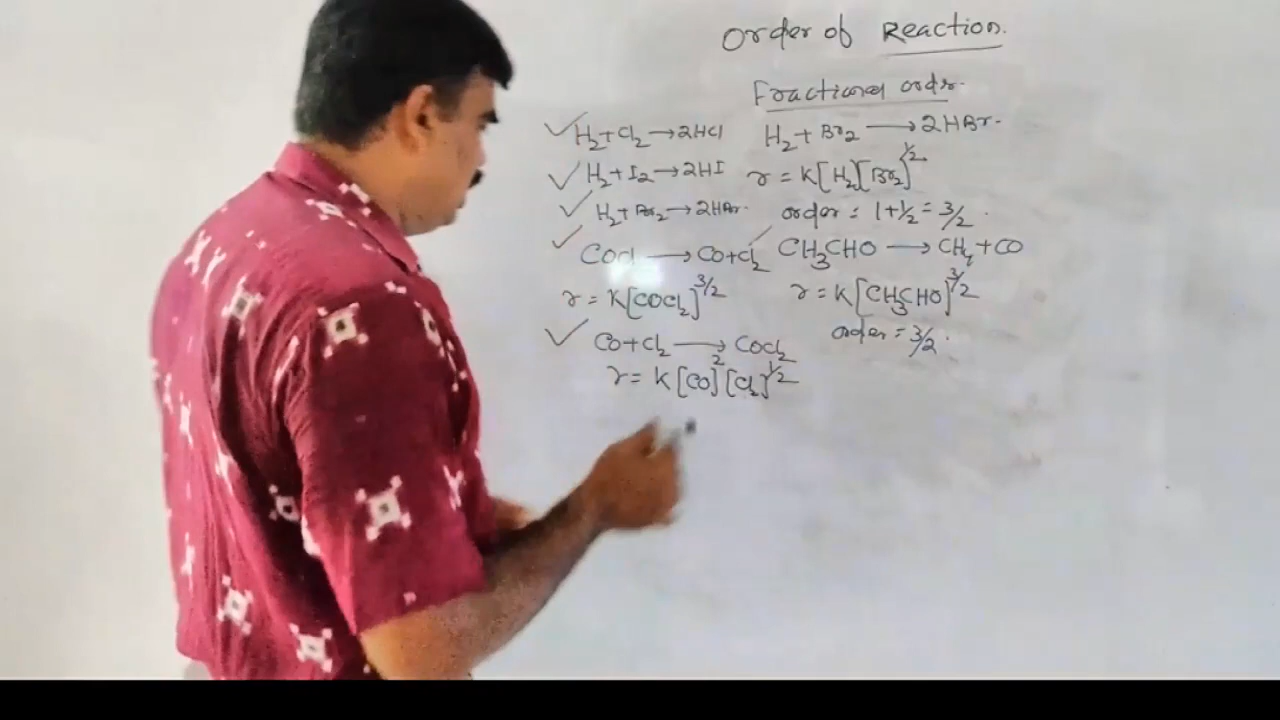 Order of Reaction.
Fractional order.
H₂+Cl₂→2HCl
H₂+I₂→2HI
H₂+Br₂→2HBr.
COCl → CO+Cl₂
r = K[COCl₂]^3/2
CO+Cl₂ → COCl₂
r = K[CO]²[Cl₂]^1/2
H₂+Br₂ → 2HBr.
r = K[H₂][Br₂]^1/2
order = 1+1/2 = 3/2.
CH₃CHO → CH₄+CO
r = K[CH₃CHO]^3/2
order = 3/2.